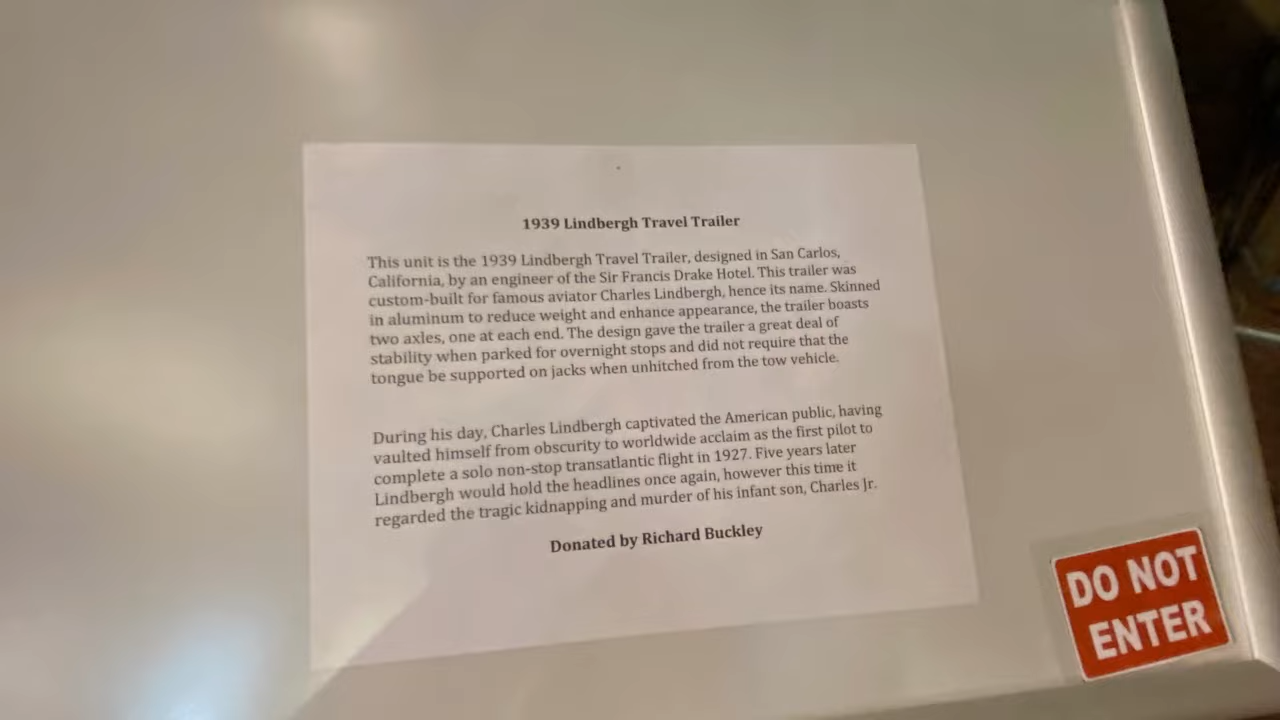 1939 Lindbergh Travel Trailer
This unit is the 1939 Lindbergh Travel Trailer, designed in San Carlos,
California, by an engineer of the Sir Francis Drake Hotel. This trailer was
custom-built for famous aviator Charles Lindbergh, hence its name. Skinned
in aluminum to reduce weight and enhance appearance, the trailer boasts
two axles, one at each end. The design gave the trailer a great deal of
stability when parked for overnight stops and did not require that the
tongue be supported on jacks when unhitched from the tow vehicle.
During his day, Charles Lindbergh captivated the American public, having
vaulted himself from obscurity to worldwide acclaim as the first pilot to
complete a solo non-stop transatlantic flight in 1927. Five years later
Lindbergh would hold the headlines once again, however this time it
regarded the tragic kidnapping and murder of his infant son, Charles Jr.
Donated by Richard Buckley
DO NOT
ENTER